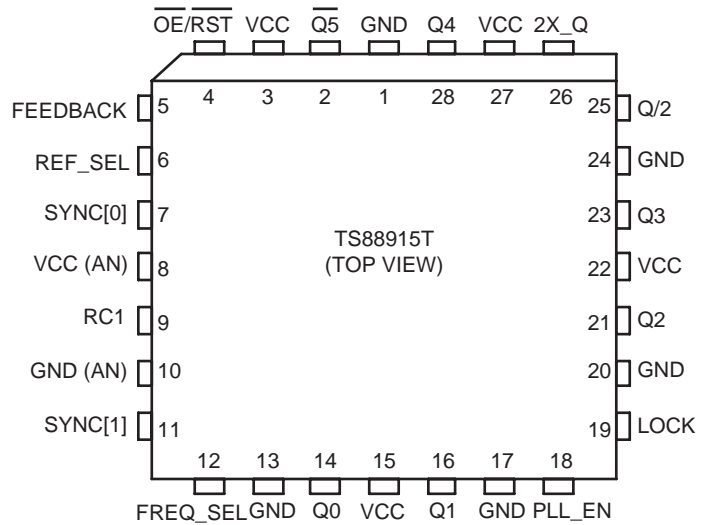 O̅E̅/R̅S̅T̅ VCC Q̅5̅ GND Q4 VCC 2X_Q
4 3 2 1 28 27 26
FEEDBACK 5 25 Q/2
REF_SEL 6 24 GND
SYNC[0] 7 23 Q3
TS88915T
(TOP VIEW)
VCC (AN) 8 22 VCC
RC1 9 21 Q2
GND (AN) 10 20 GND
SYNC[1] 11 19 LOCK
12 13 14 15 16 17 18
FREQ_SEL GND Q0 VCC Q1 GND PLL_EN